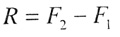 R = F₂ − F₁